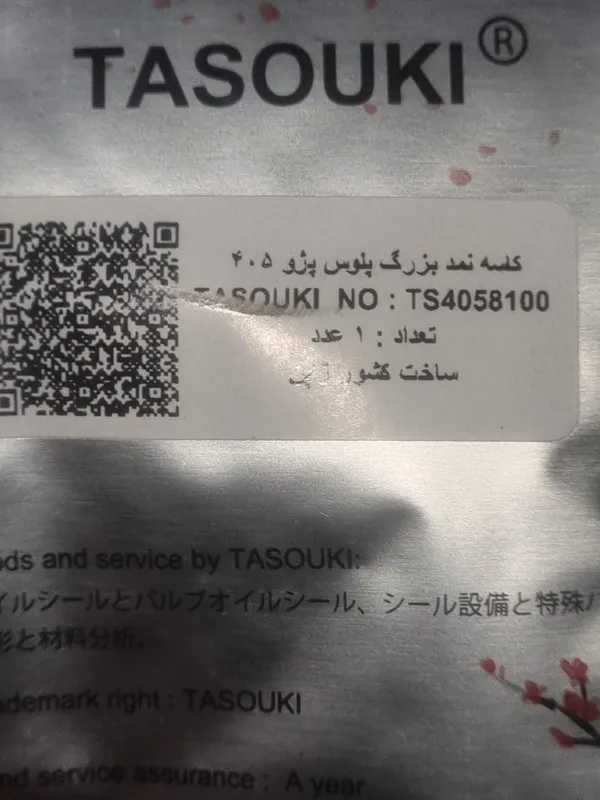 TASOUKI®
کاسه نمد بزرگ پلوس پژو ۴۰۵
TASOUKI NO : TS4058100
تعداد : ۱ عدد
ساخت کشور ژاپن
ods and service by TASOUKI:
イルシールとバルブオイルシール、シール設備と特殊
形と材料分析.
ademark right : TASOUKI
nd service assurance : A year